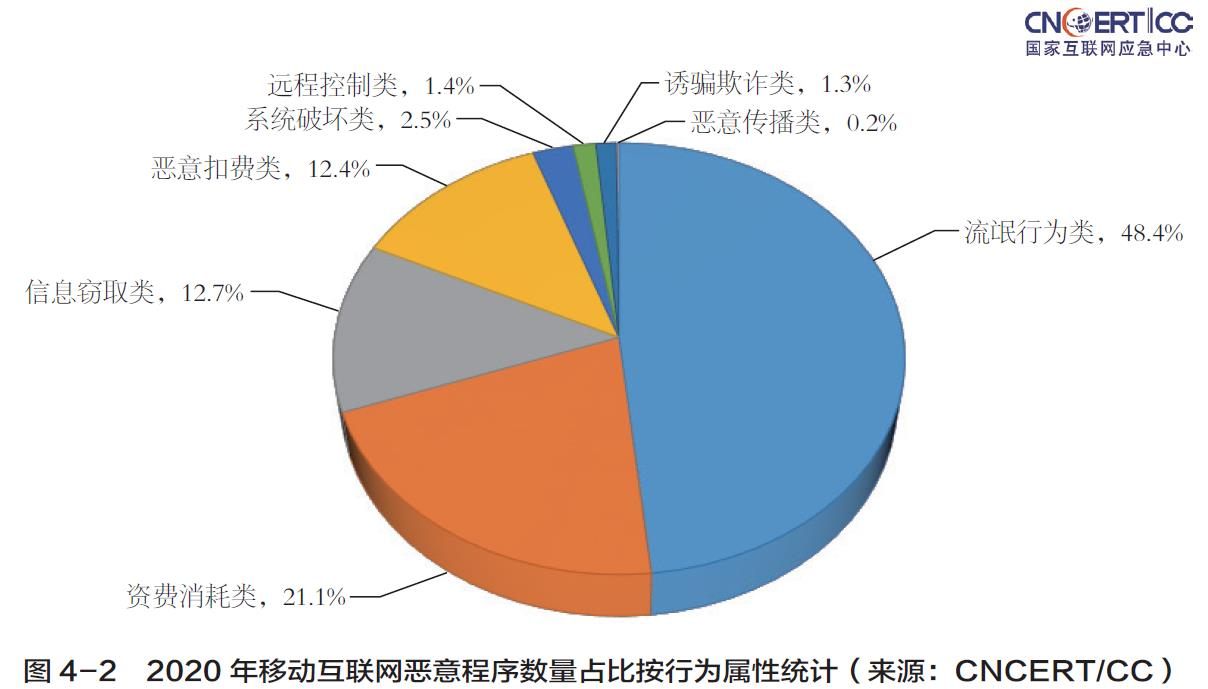 CNCERT/CC
国家互联网应急中心
远程控制类，1.4%
诱骗欺诈类，1.3%
系统破坏类，2.5%
恶意传播类，0.2%
恶意扣费类，12.4%
流氓行为类，48.4%
信息窃取类，12.7%
资费消耗类，21.1%
图 4-2 2020 年移动互联网恶意程序数量占比按行为属性统计（来源：CNCERT/CC）